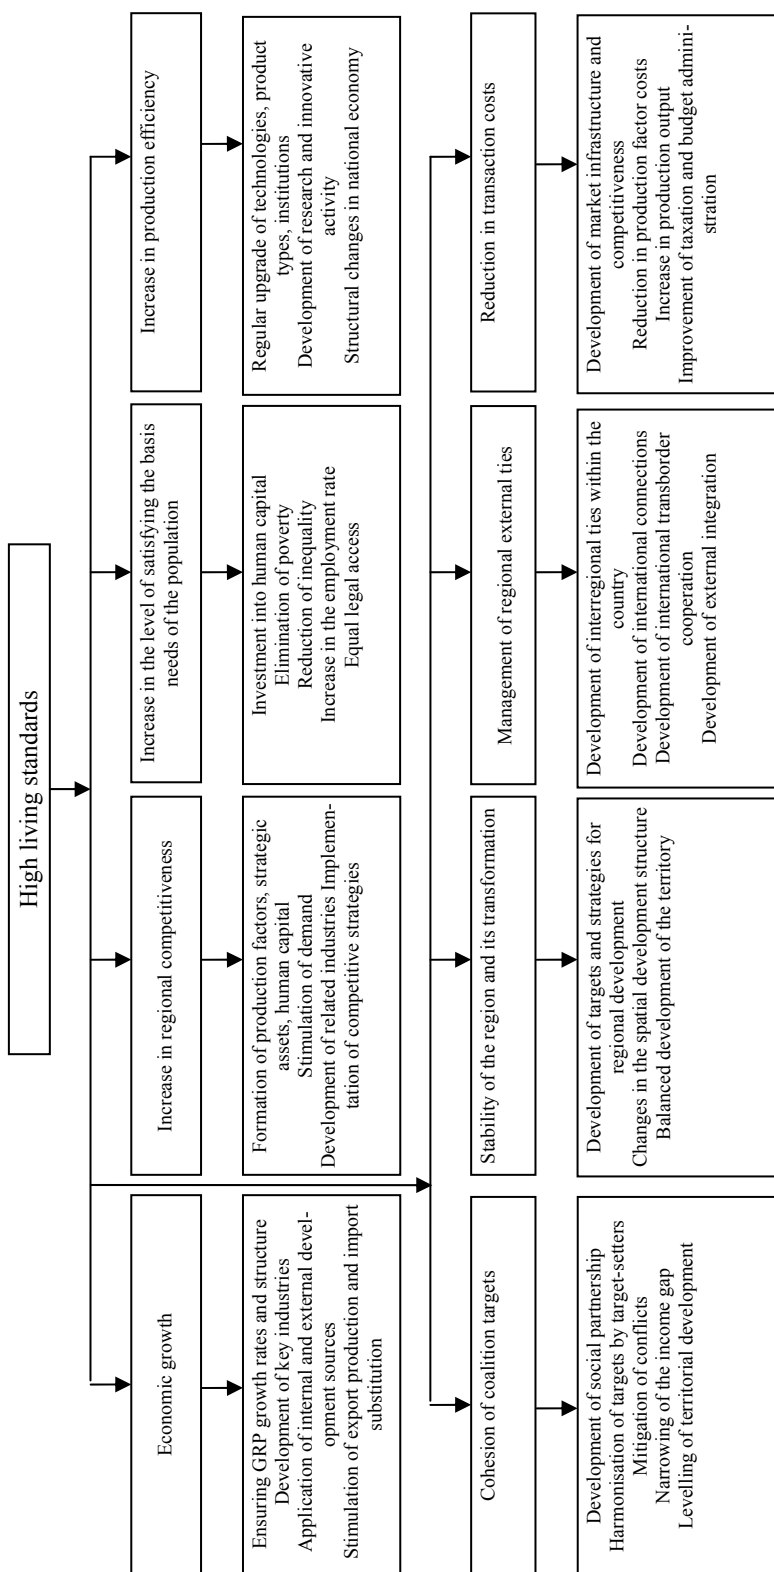 High living standards
Economic growth
Increase in regional competitiveness
Increase in the level of satisfying the basis
needs of the population
Increase in production efficiency
Ensuring GRP growth rates and structure
Development of key industries
Application of internal and external devel-
opment sources
Stimulation of export production and import
substitution
Formation of production factors, strategic
assets, human capital
Stimulation of demand
Development of related industries Implemen-
tation of competitive strategies
Investment into human capital
Elimination of poverty
Reduction of inequality
Increase in the employment rate
Equal legal access
Regular upgrade of technologies, product
types, institutions
Development of research and innovative
activity
Structural changes in national economy
Cohesion of coalition targets
Stability of the region and its transformation
Management of regional external ties
Reduction in transaction costs
Development of social partnership
Harmonisation of targets by target-setters
Mitigation of conflicts
Narrowing of the income gap
Levelling of territorial development
Development of targets and strategies for
regional development
Changes in the spatial development structure
Balanced development of the territory
Development of interregional ties within the
country
Development of international connections
Development of international transborder
cooperation
Development of external integration
Development of market infrastructure and
competitiveness
Reduction in production factor costs
Increase in production output
Improvement of taxation and budget admini-
stration